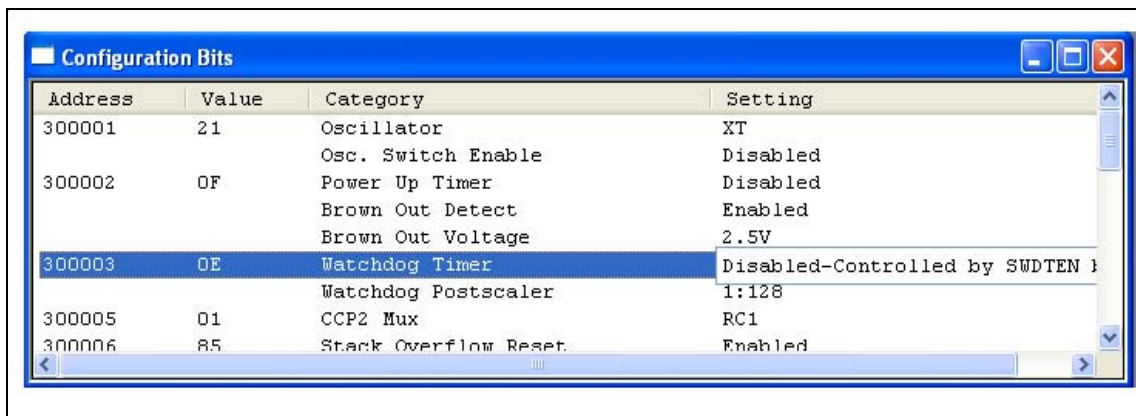 Configuration Bits
Address Value Category Setting
300001 21 Oscillator XT
Osc. Switch Enable Disabled
300002 0F Power Up Timer Disabled
Brown Out Detect Enabled
Brown Out Voltage 2.5V
300003 0E Watchdog Timer Disabled-Controlled by SWDTEN
Watchdog Postscaler 1:128
300005 01 CCP2 Mux RC1
300006 85 Stack Overflow Reset Enabled